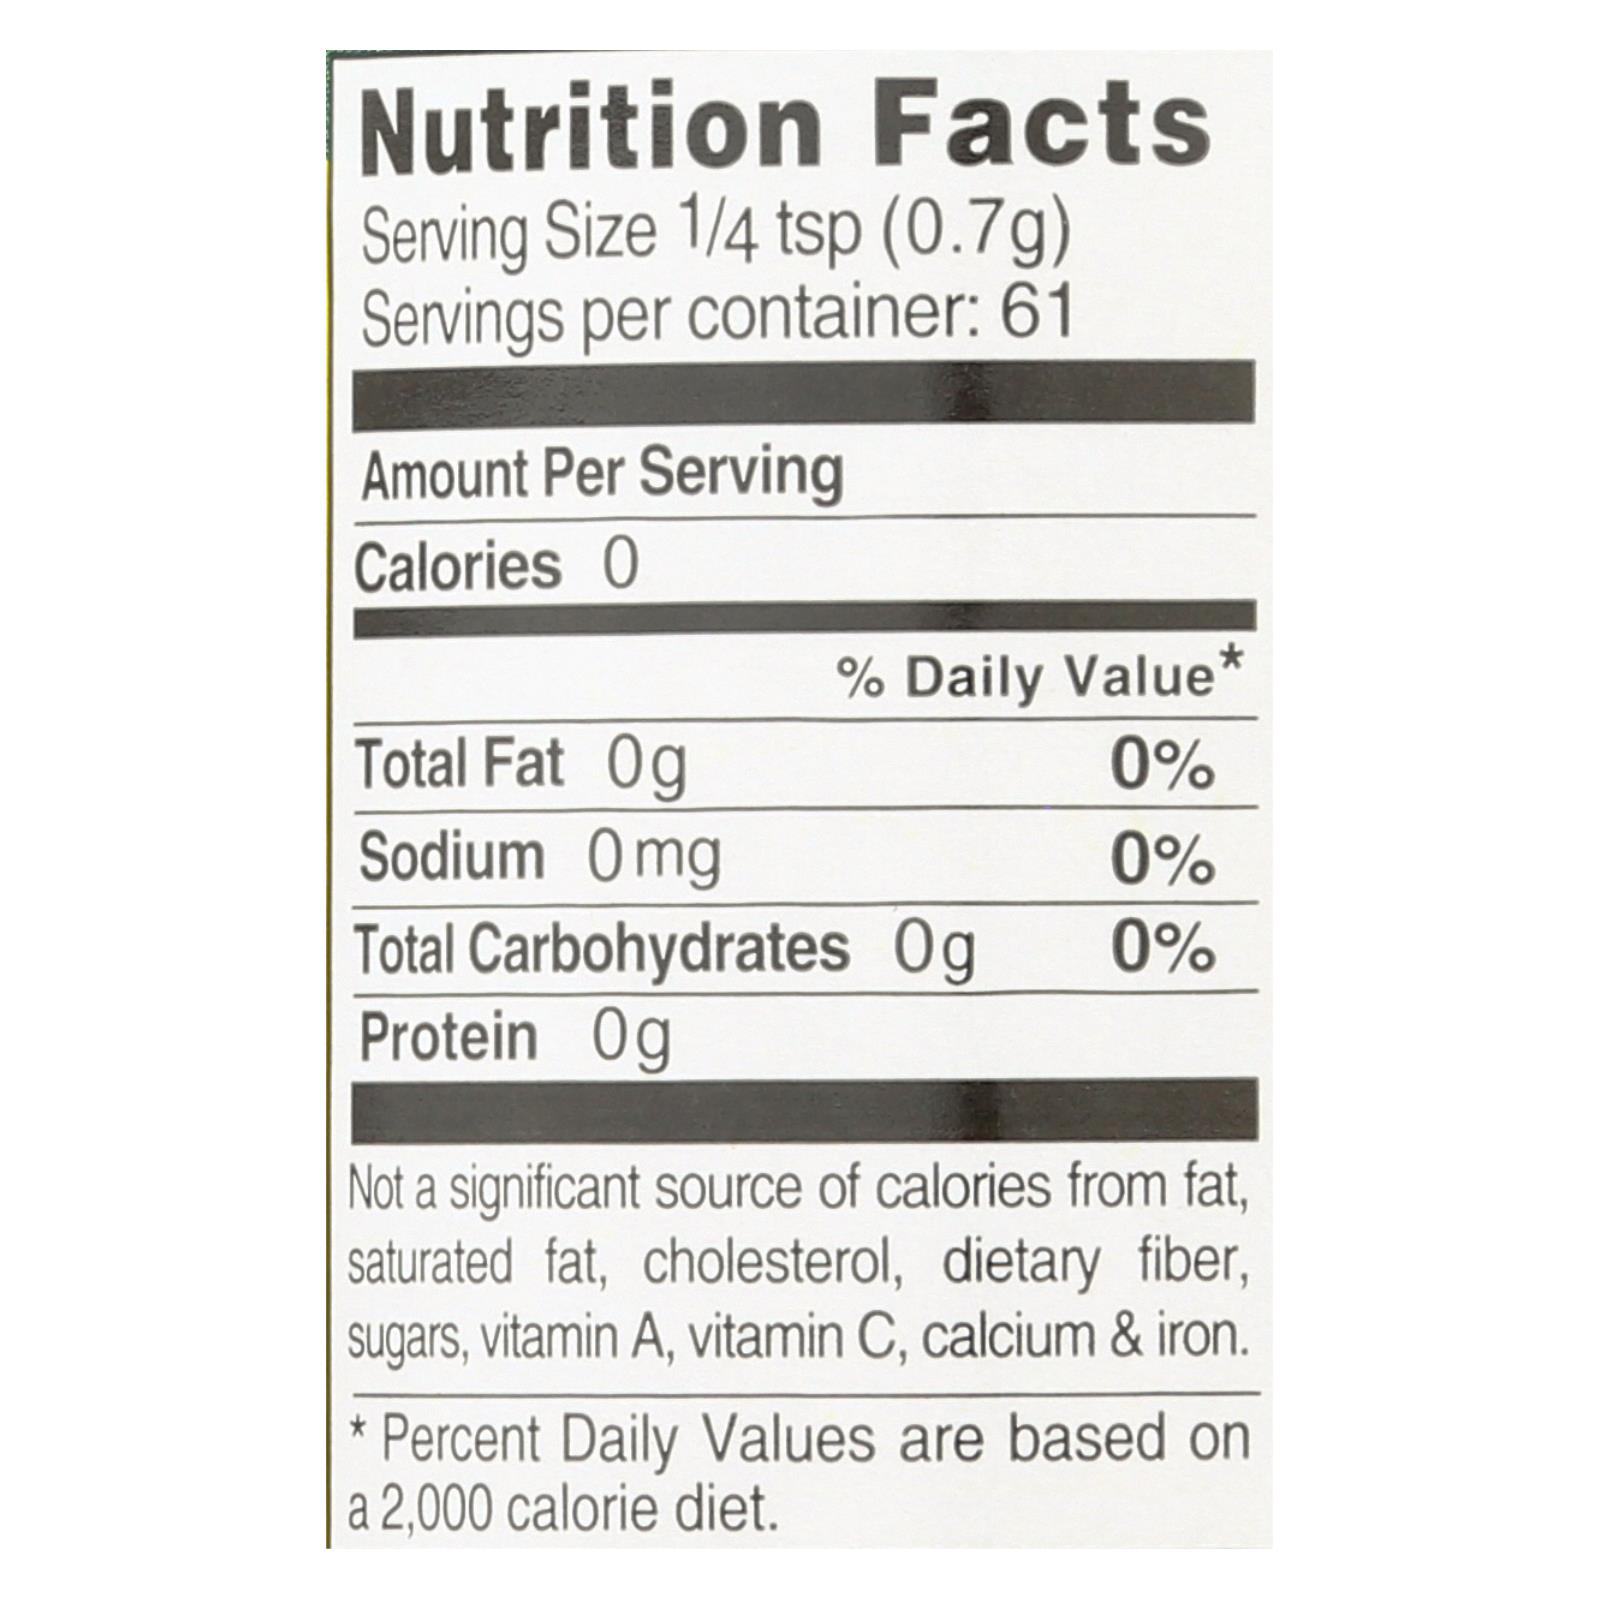 Nutrition Facts
Serving Size 1/4 tsp (0.7g)
Servings per container: 61
Amount Per Serving
Calories 0
% Daily Value*
Total Fat 0g 0%
Sodium 0mg 0%
Total Carbohydrates 0g 0%
Protein 0g
Not a significant source of calories from fat,
saturated fat, cholesterol, dietary fiber,
sugars, vitamin A, vitamin C, calcium & iron.
* Percent Daily Values are based on
a 2,000 calorie diet.